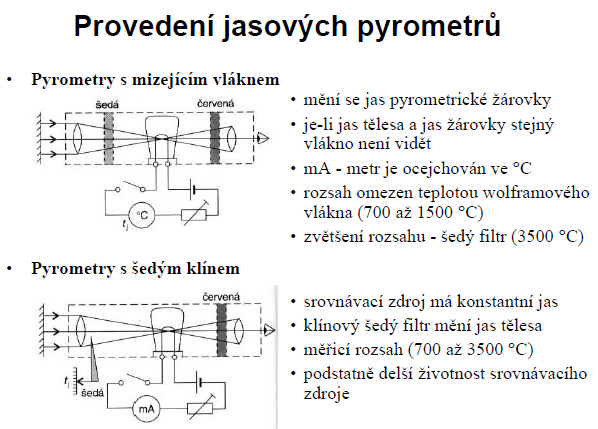 Provedení jasových pyrometrů
• Pyrometry s mizejícím vláknem
šedá
červená
°C
tj
• mění se jas pyrometrické žárovky
• je-li jas tělesa a jas žárovky stejný
vlákno není vidět
• mA - metr je ocejchován ve °C
• rozsah omezen teplotou wolframového
vlákna (700 až 1500 °C)
• zvětšení rozsahu - šedý filtr (3500 °C)
• Pyrometry s šedým klínem
červená
tj
šedá
mA
• srovnávací zdroj má konstantní jas
• klínový šedý filtr mění jas tělesa
• měřicí rozsah (700 až 3500 °C)
• podstatně delší životnost srovnávacího
zdroje